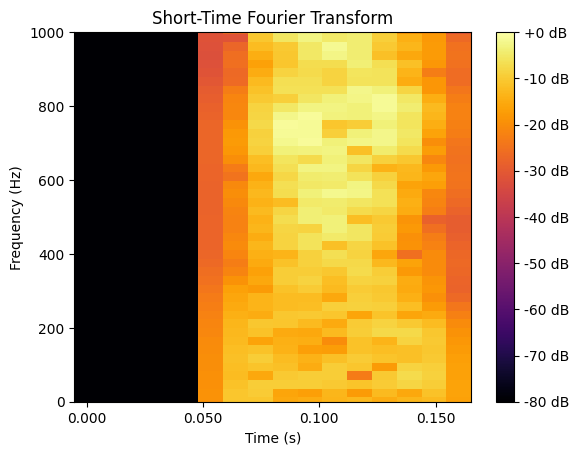 Short-Time Fourier Transform
1000
800
600
400
200
0
Frequency (Hz)
0.000
0.050
0.100
0.150
Time (s)
+0 dB
-10 dB
-20 dB
-30 dB
-40 dB
-50 dB
-60 dB
-70 dB
-80 dB